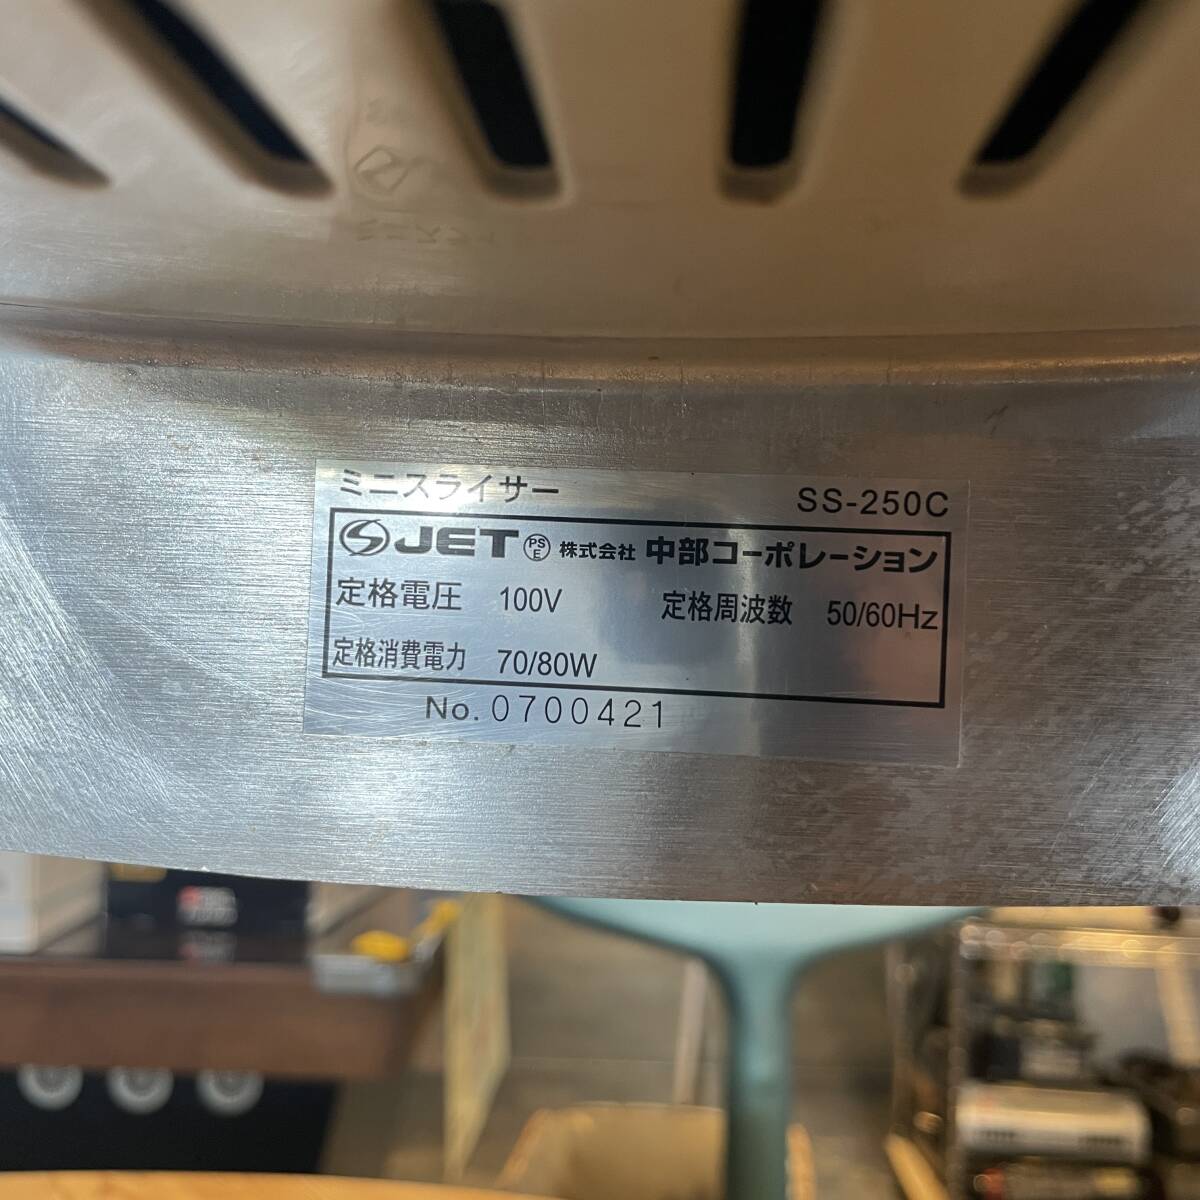 ミニスライサー SS-250C
JET PSE 株式会社 中部コーポレーション
定格電圧 100V 定格周波数 50/60Hz
定格消費電力 70/80W
No. 0700421